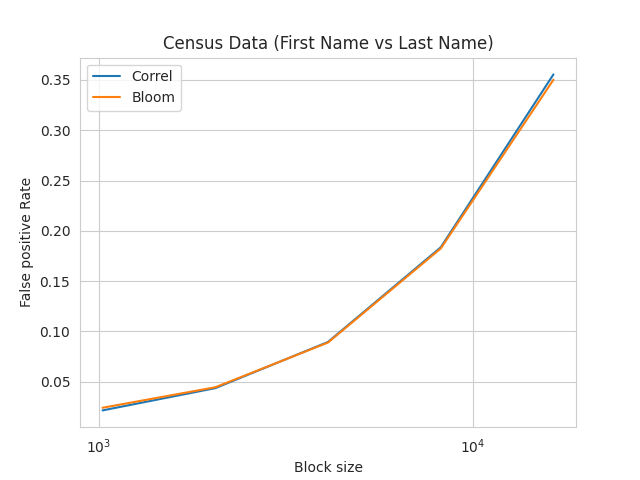 Census Data (First Name vs Last Name)
Correl
Bloom
False positive Rate
0.35
0.30
0.25
0.20
0.15
0.10
0.05
10³
10⁴
Block size